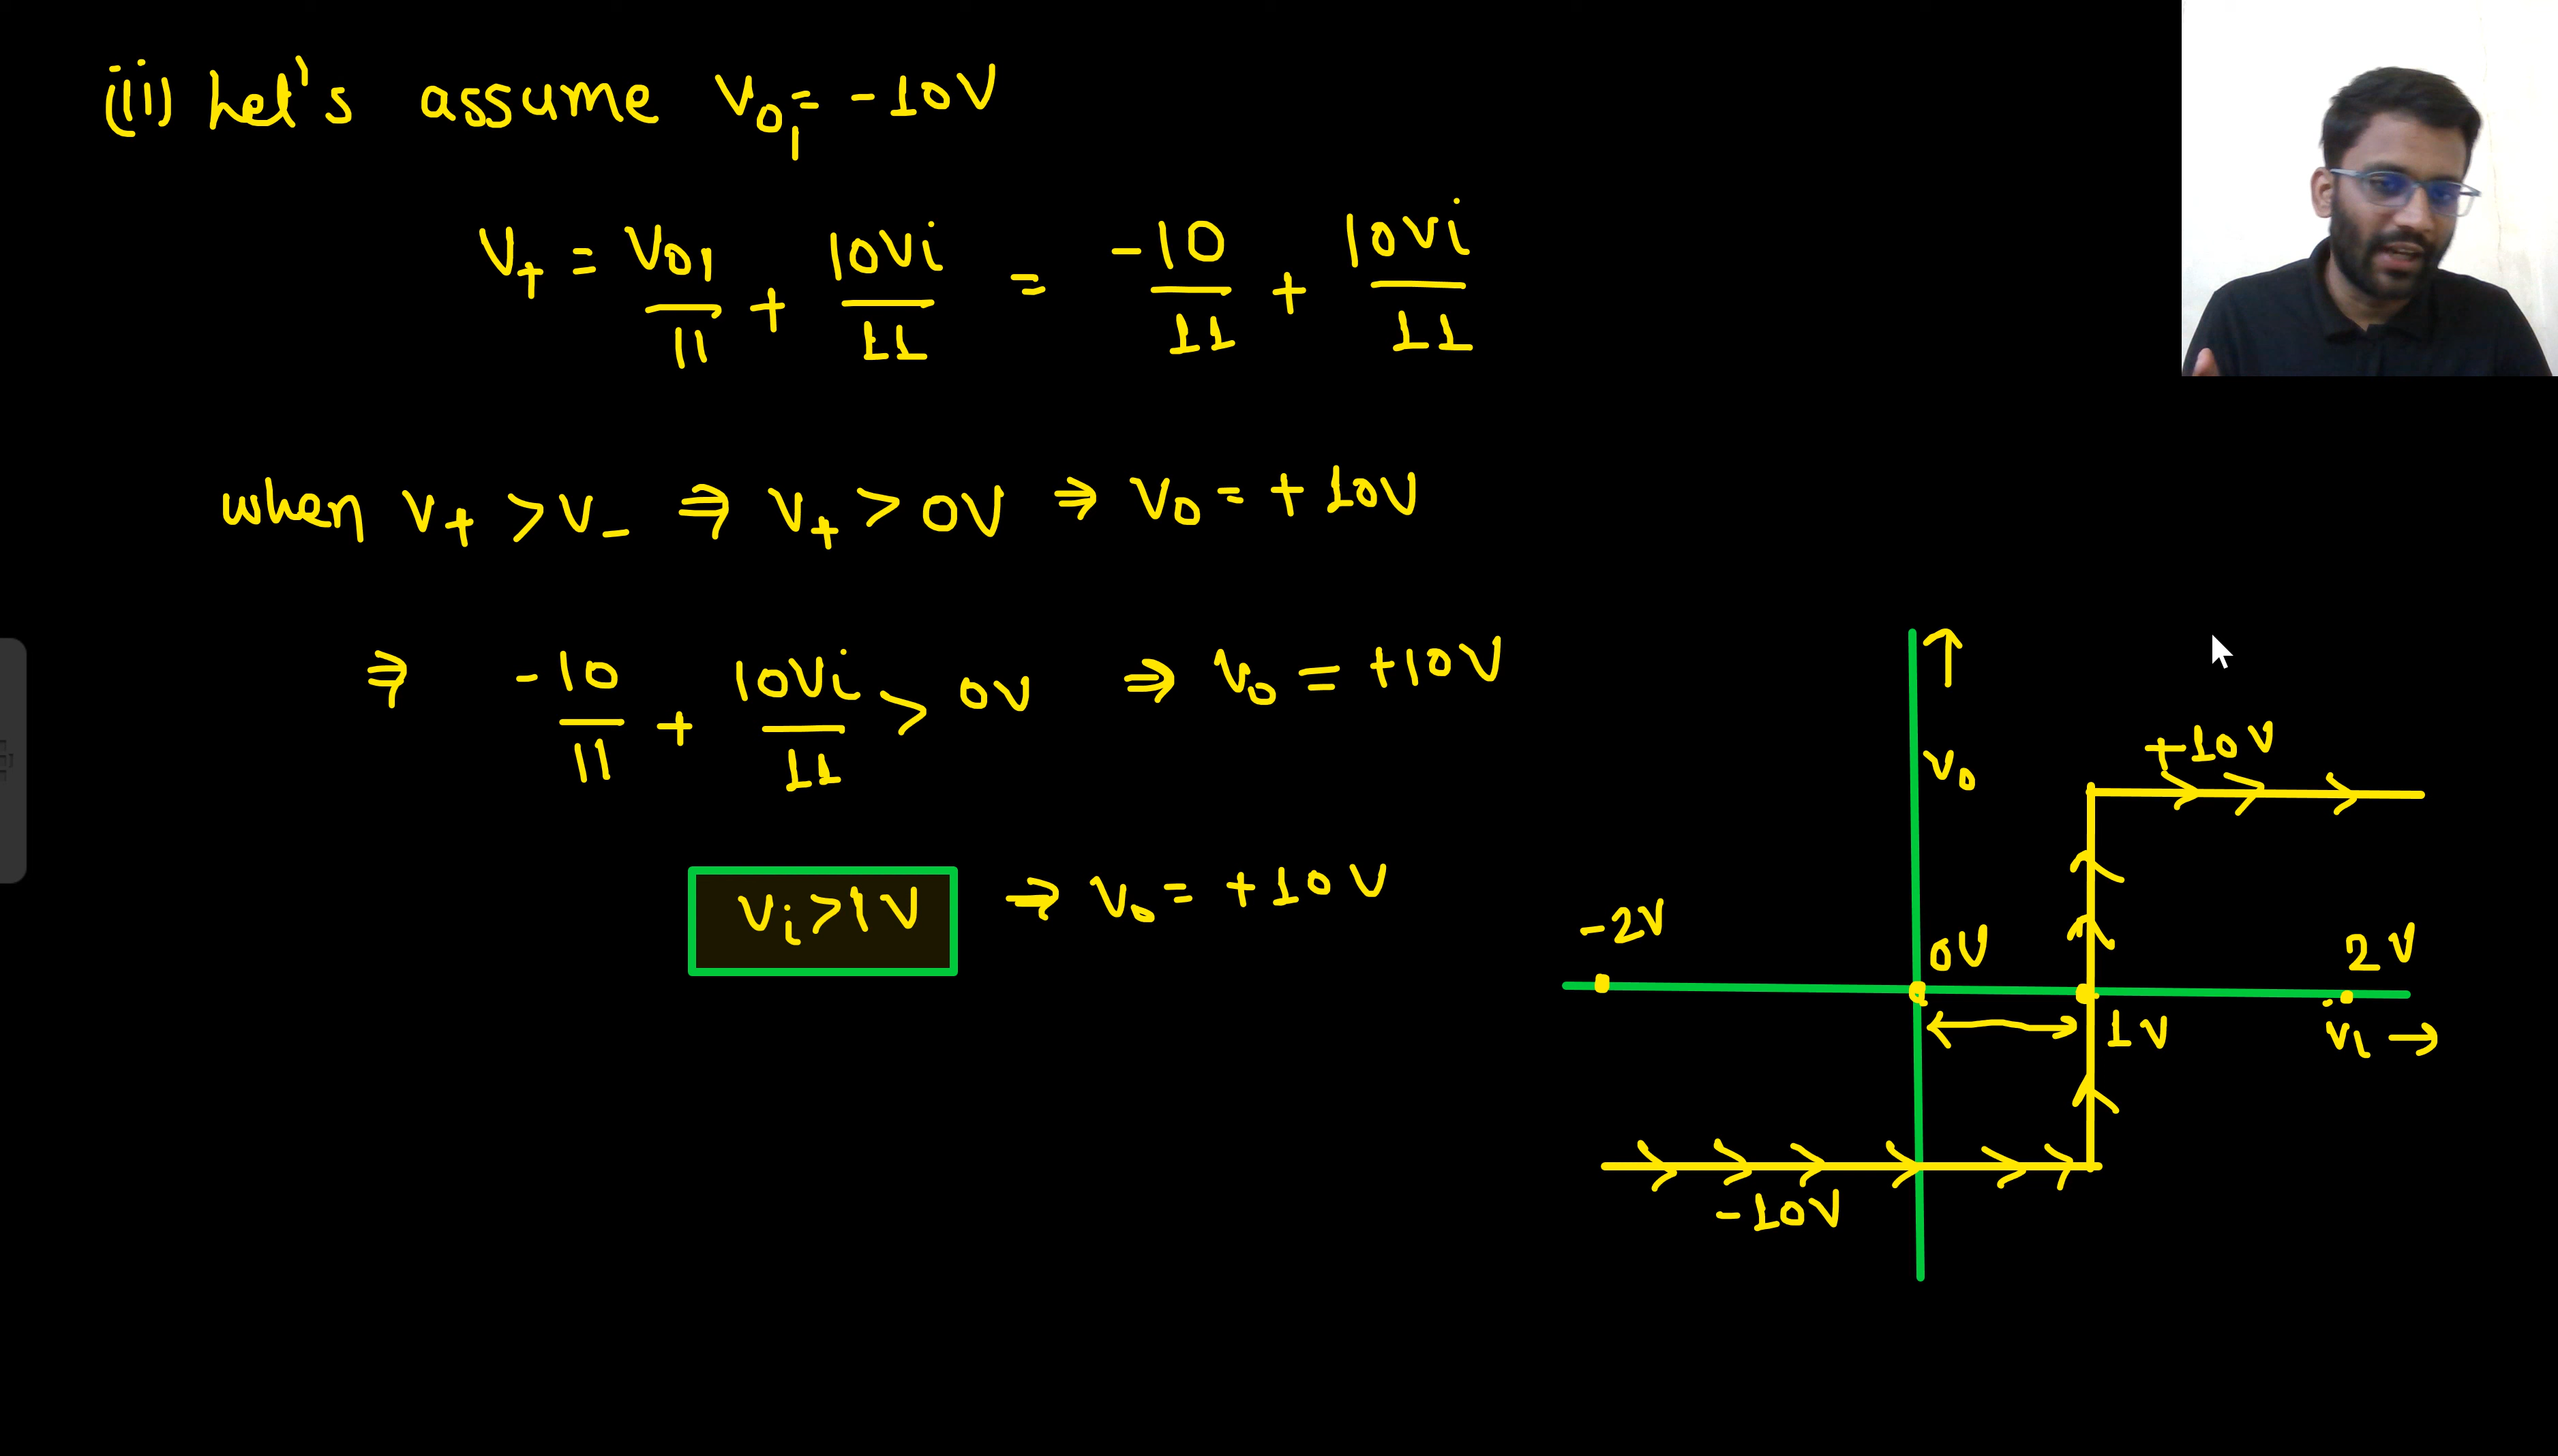 (ii) Let's assume Vo1 = -10V
V+ = Vo1/11 + 10Vi/11 = -10/11 + 10Vi/11
when V+ > V- ⇒ V+ > 0V ⇒ Vo = +10V
⇒ -10/11 + 10Vi/11 > 0V ⇒ Vo = +10V
Vi > 1V → Vo = +10V
↑
Vo
+10V
-2V
0V
2V
1V
Vi →
-10V